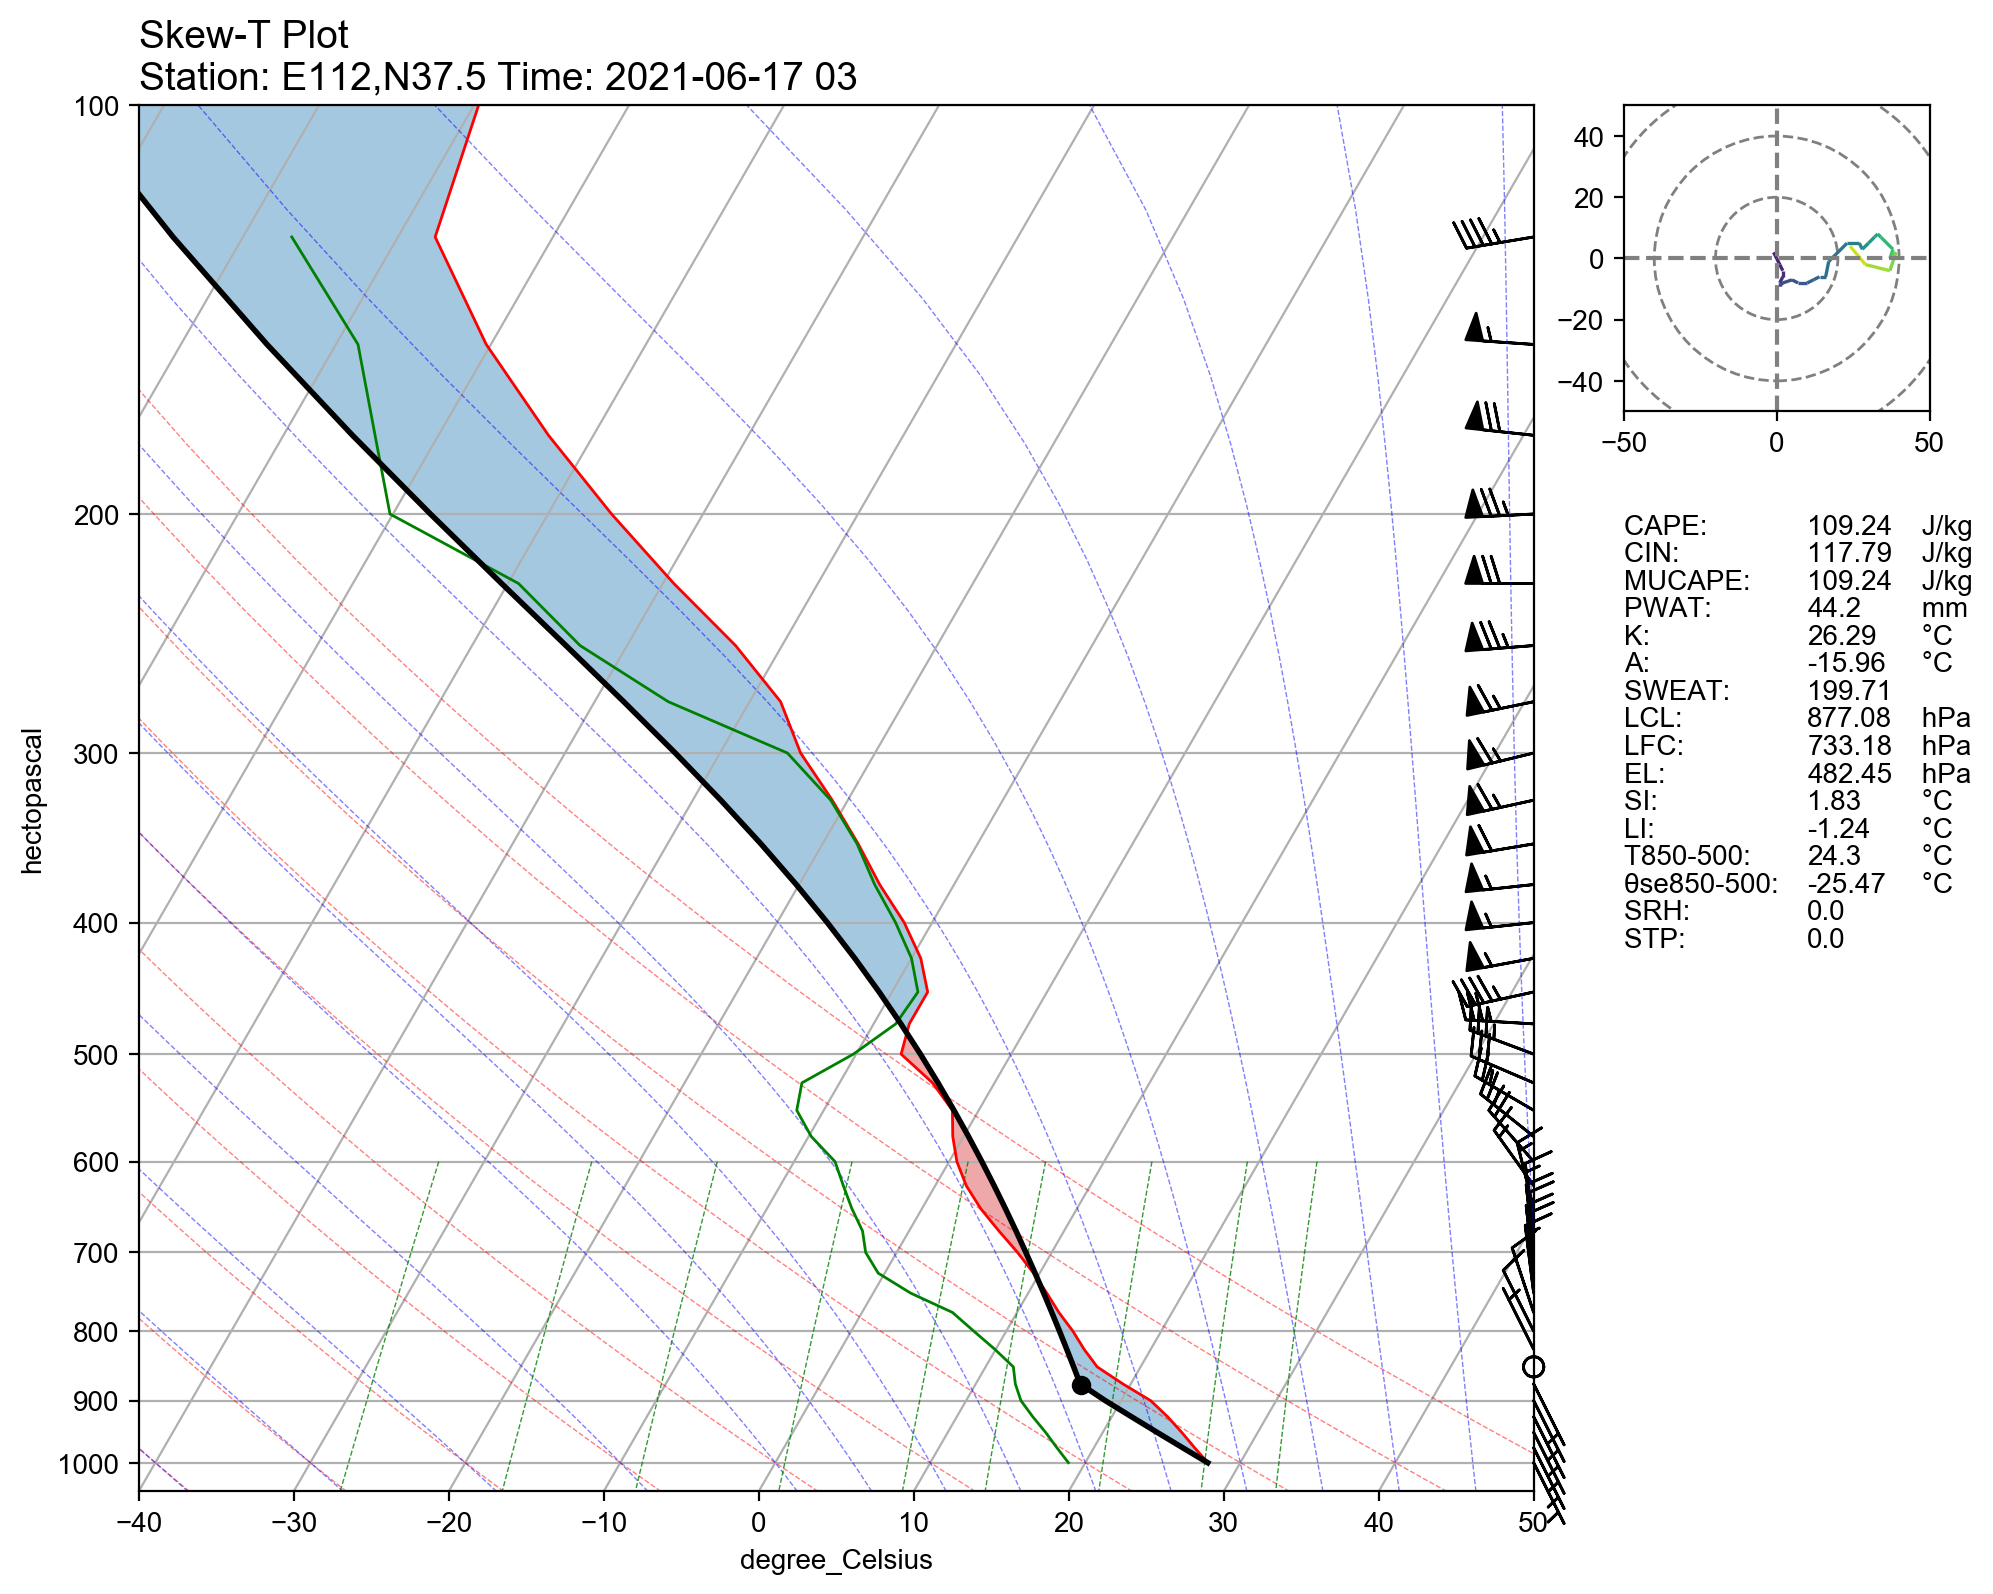 Skew-T Plot
Station: E112,N37.5 Time: 2021-06-17 03
100
200
300
400
500
600
700
800
900
1000
hectopascal
−40 −30 −20 −10 0 10 20 30 40 50
degree_Celsius
40
20
0
−20
−40
−50 0 50
CAPE: 109.24 J/kg
CIN: 117.79 J/kg
MUCAPE: 109.24 J/kg
PWAT: 44.2 mm
K: 26.29 °C
A: -15.96 °C
SWEAT: 199.71
LCL: 877.08 hPa
LFC: 733.18 hPa
EL: 482.45 hPa
SI: 1.83 °C
LI: -1.24 °C
T850-500: 24.3 °C
θse850-500: -25.47 °C
SRH: 0.0
STP: 0.0